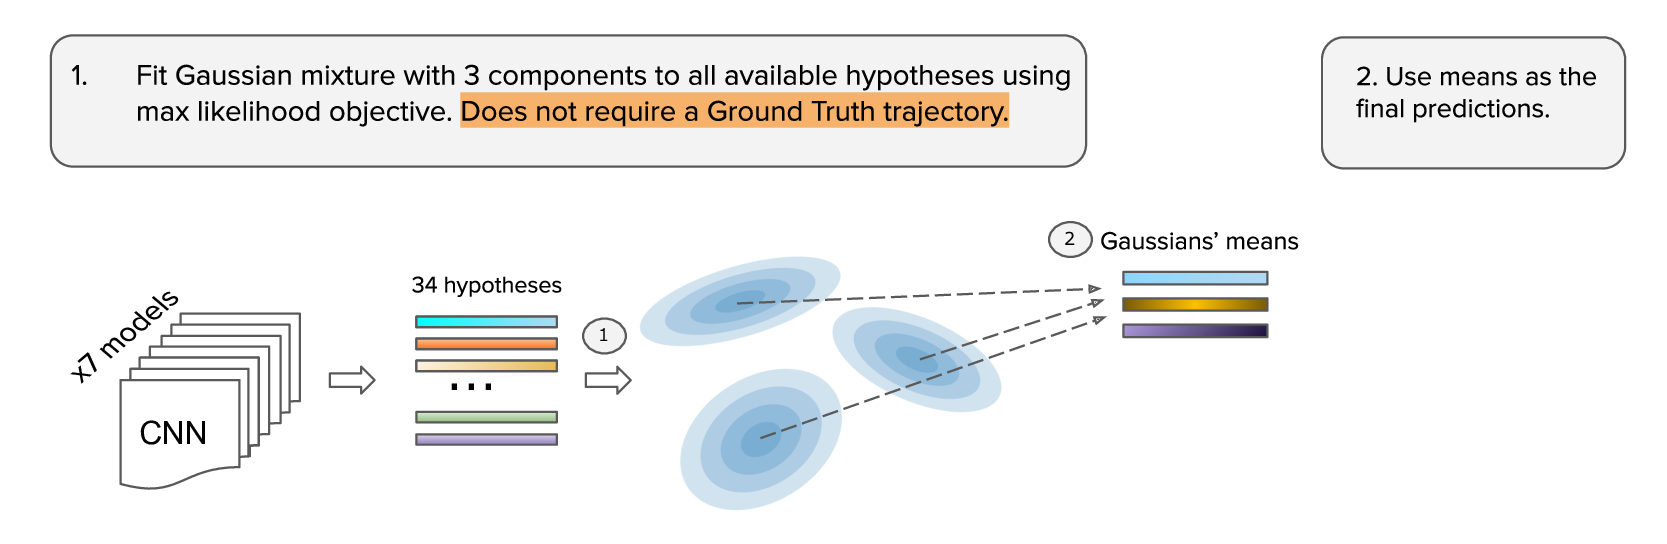 1. Fit Gaussian mixture with 3 components to all available hypotheses using
max likelihood objective. Does not require a Ground Truth trajectory.
2. Use means as the
final predictions.
x7 models
CNN
34 hypotheses
...
1
2 Gaussians’ means